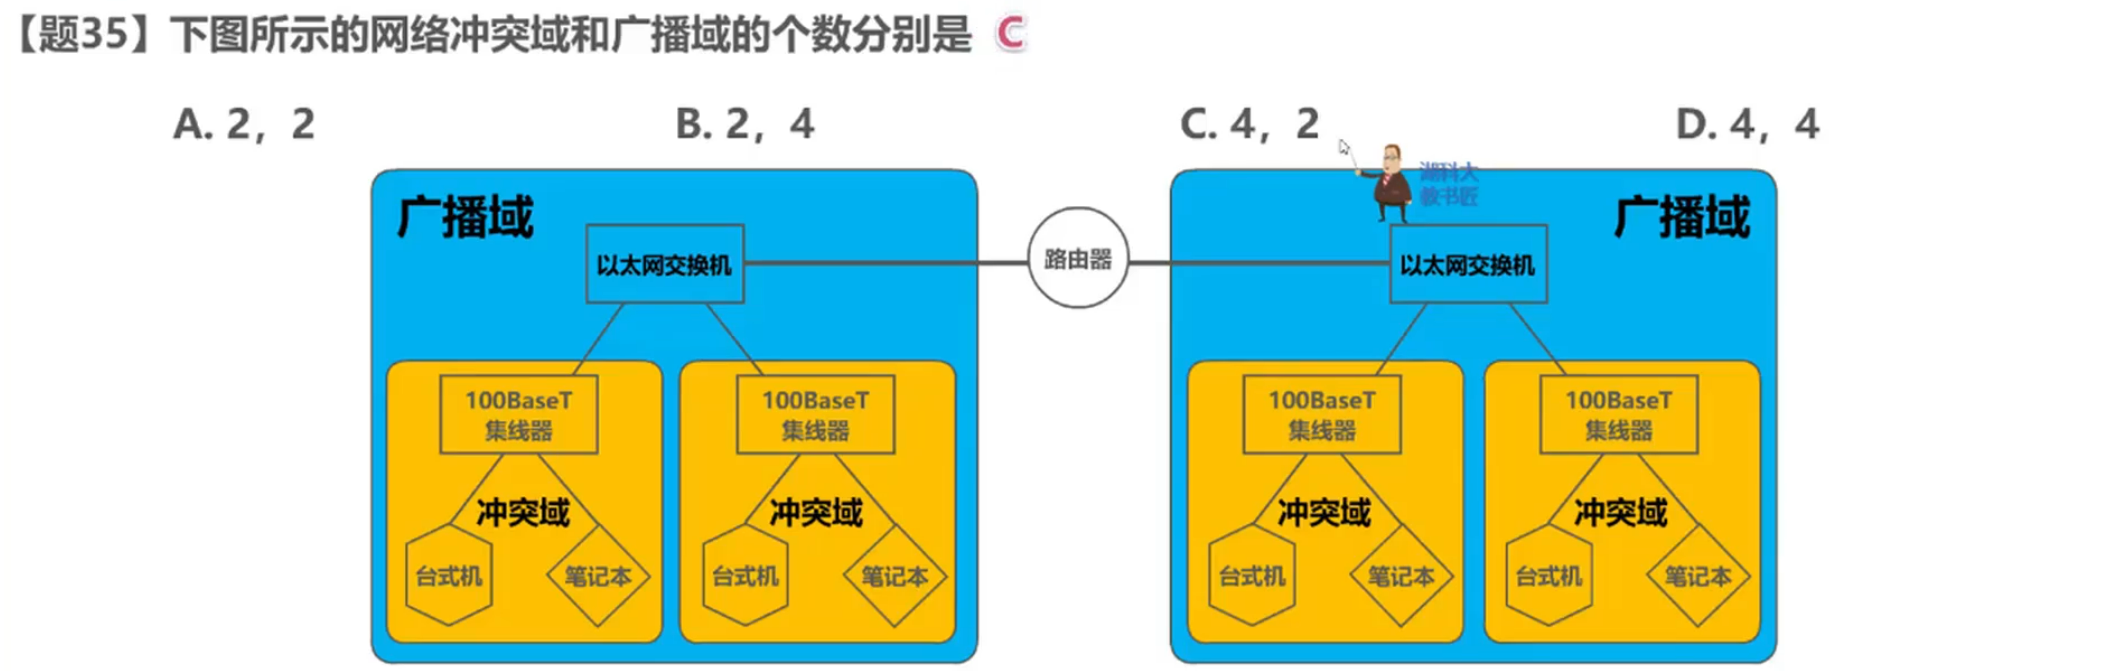 【题35】下图所示的网络冲突域和广播域的个数分别是 C
A. 2，2 B. 2，4 C. 4，2 D. 4，4
湖科大
教书匠
广播域 广播域
以太网交换机 路由器 以太网交换机
100BaseT 100BaseT 100BaseT 100BaseT
集线器 集线器 集线器 集线器
冲突域 冲突域 冲突域 冲突域
台式机 笔记本 台式机 笔记本 台式机 笔记本 台式机 笔记本